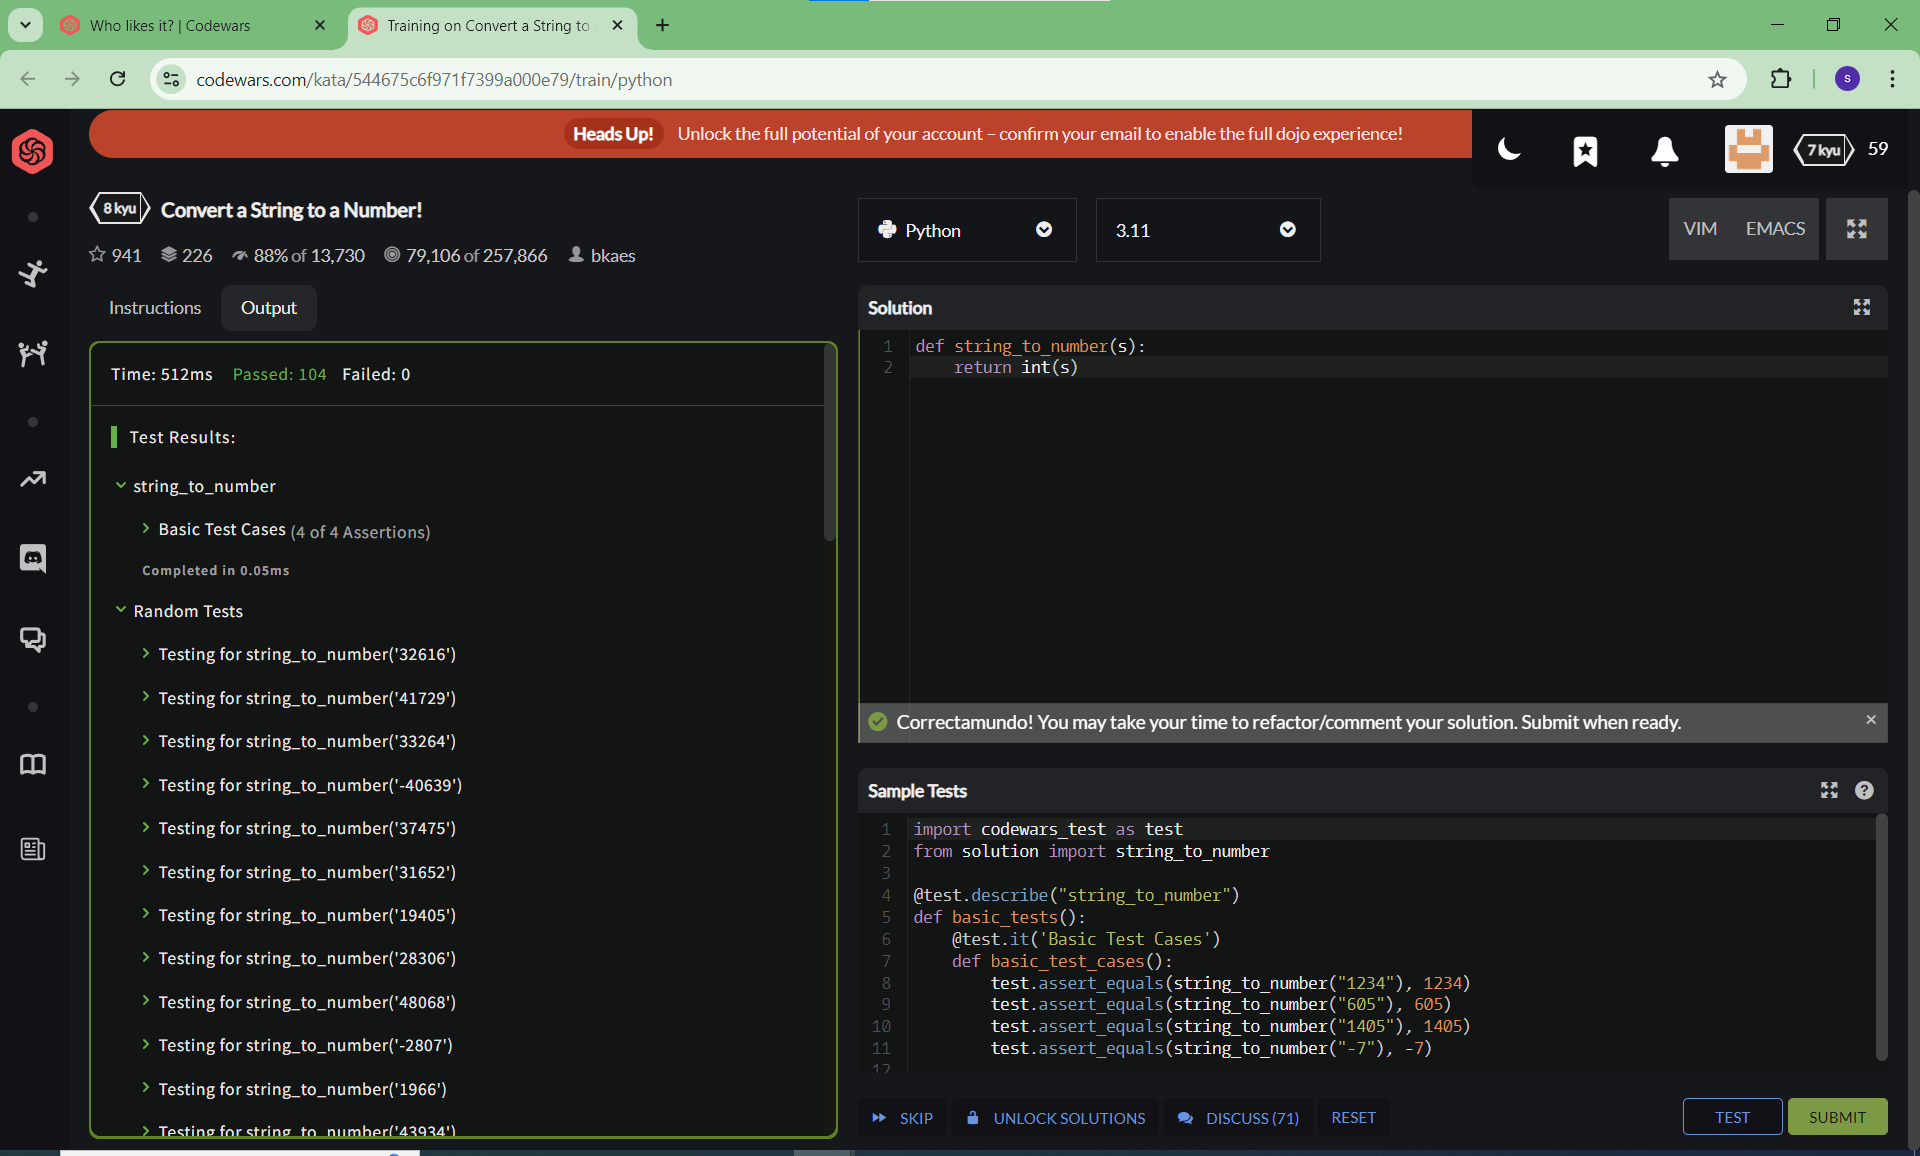 Who likes it? | Codewars
Training on Convert a String to
codewars.com/kata/544675c6f971f7399a000e79/train/python
S
Heads Up! Unlock the full potential of your account – confirm your email to enable the full dojo experience!
7 kyu 59
8 kyu Convert a String to a Number!
941 226 88% of 13,730 79,106 of 257,866 bkaes
Python
3.11
VIM EMACS
Instructions Output
Time: 512ms Passed: 104 Failed: 0
Test Results:
string_to_number
Basic Test Cases (4 of 4 Assertions)
Completed in 0.05ms
Random Tests
Testing for string_to_number('32616')
Testing for string_to_number('41729')
Testing for string_to_number('33264')
Testing for string_to_number('-40639')
Testing for string_to_number('37475')
Testing for string_to_number('31652')
Testing for string_to_number('19405')
Testing for string_to_number('28306')
Testing for string_to_number('48068')
Testing for string_to_number('-2807')
Testing for string_to_number('1966')
Testing for string_to_number('43934')
Solution
1 def string_to_number(s):
2 return int(s)
Correctamundo! You may take your time to refactor/comment your solution. Submit when ready.
Sample Tests
1 import codewars_test as test
2 from solution import string_to_number
3
4 @test.describe("string_to_number")
5 def basic_tests():
6 @test.it('Basic Test Cases')
7 def basic_test_cases():
8 test.assert_equals(string_to_number("1234"), 1234)
9 test.assert_equals(string_to_number("605"), 605)
10 test.assert_equals(string_to_number("1405"), 1405)
11 test.assert_equals(string_to_number("-7"), -7)
12
SKIP UNLOCK SOLUTIONS DISCUSS (71) RESET TEST SUBMIT